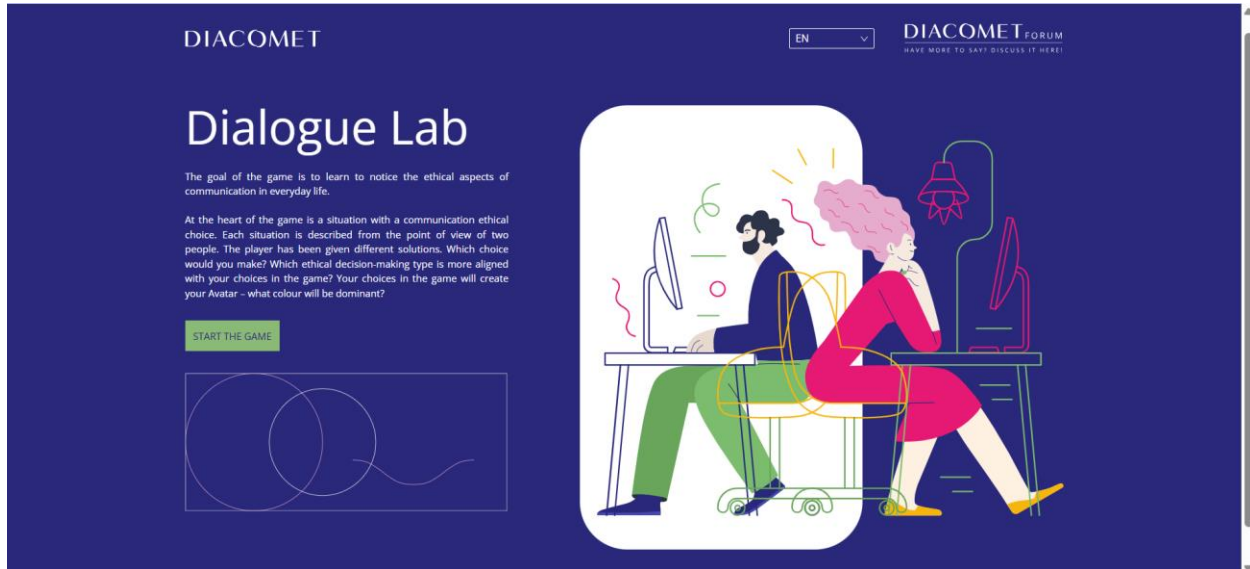 DIACOMET
EN
DIACOMET FORUM
HAVE MORE TO SAY? DISCUSS IT HERE!
Dialogue Lab
The goal of the game is to learn to notice the ethical aspects of
communication in everyday life.
At the heart of the game is a situation with a communication ethical
choice. Each situation is described from the point of view of two
people. The player has been given different solutions. Which choice
would you make? Which ethical decision-making type is more aligned
with your choices in the game? Your choices in the game will create
your Avatar – what colour will be dominant?
START THE GAME